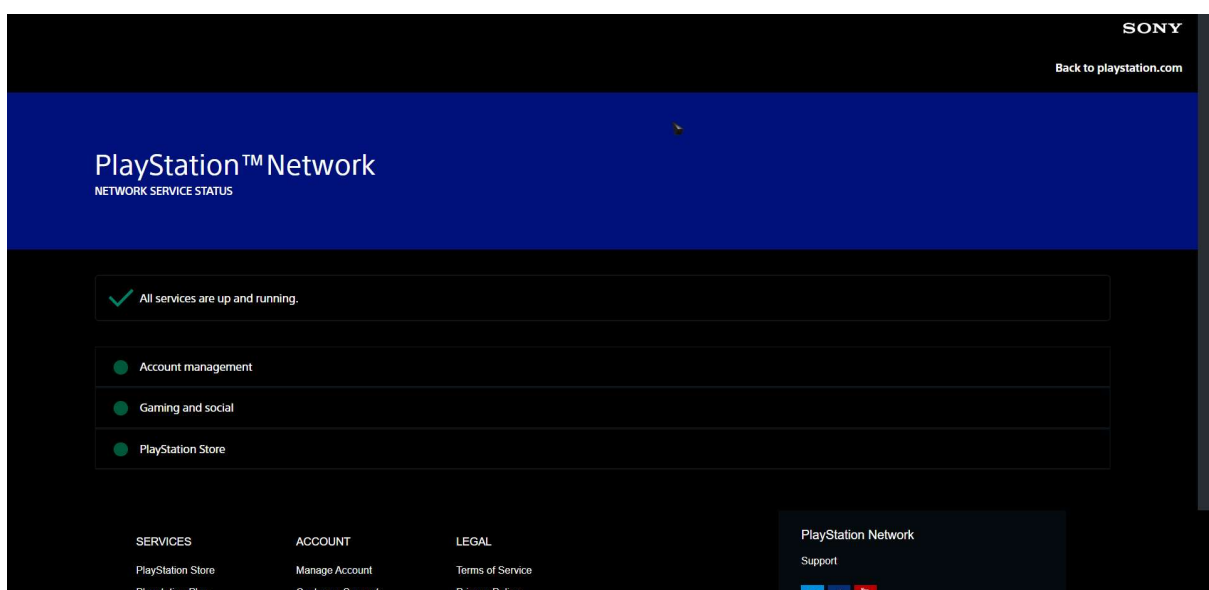 SONY
Back to playstation.com
PlayStation™Network
NETWORK SERVICE STATUS
All services are up and running.
Account management
Gaming and social
PlayStation Store
SERVICES ACCOUNT LEGAL PlayStation Network
Support
PlayStation Store Manage Account Terms of Service